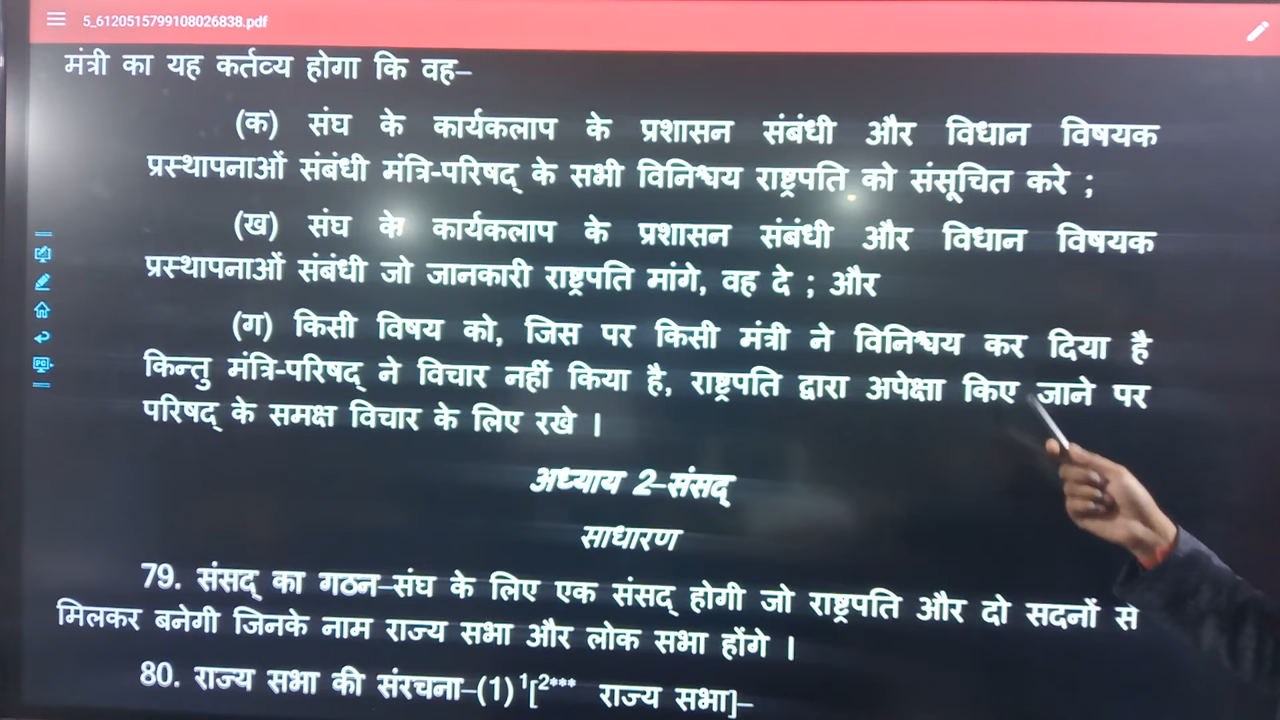 5_6120515799108026838.pdf
मंत्री का यह कर्तव्य होगा कि वह–
(क) संघ के कार्यकलाप के प्रशासन संबंधी और विधान विषयक
प्रस्थापनाओं संबंधी मंत्रि-परिषद् के सभी विनिश्चय राष्ट्रपति को संसूचित करे ;
(ख) संघ के कार्यकलाप के प्रशासन संबंधी और विधान विषयक
प्रस्थापनाओं संबंधी जो जानकारी राष्ट्रपति मांगे, वह दे ; और
(ग) किसी विषय को, जिस पर किसी मंत्री ने विनिश्चय कर दिया है
किन्तु मंत्रि-परिषद् ने विचार नहीं किया है, राष्ट्रपति द्वारा अपेक्षा किए जाने पर
परिषद् के समक्ष विचार के लिए रखे ।
अध्याय 2–संसद्
साधारण
79. संसद् का गठन–संघ के लिए एक संसद् होगी जो राष्ट्रपति और दो सदनों से
मिलकर बनेगी जिनके नाम राज्य सभा और लोक सभा होंगे ।
80. राज्य सभा की संरचना–(1) ¹[²*** राज्य सभा]–
PC